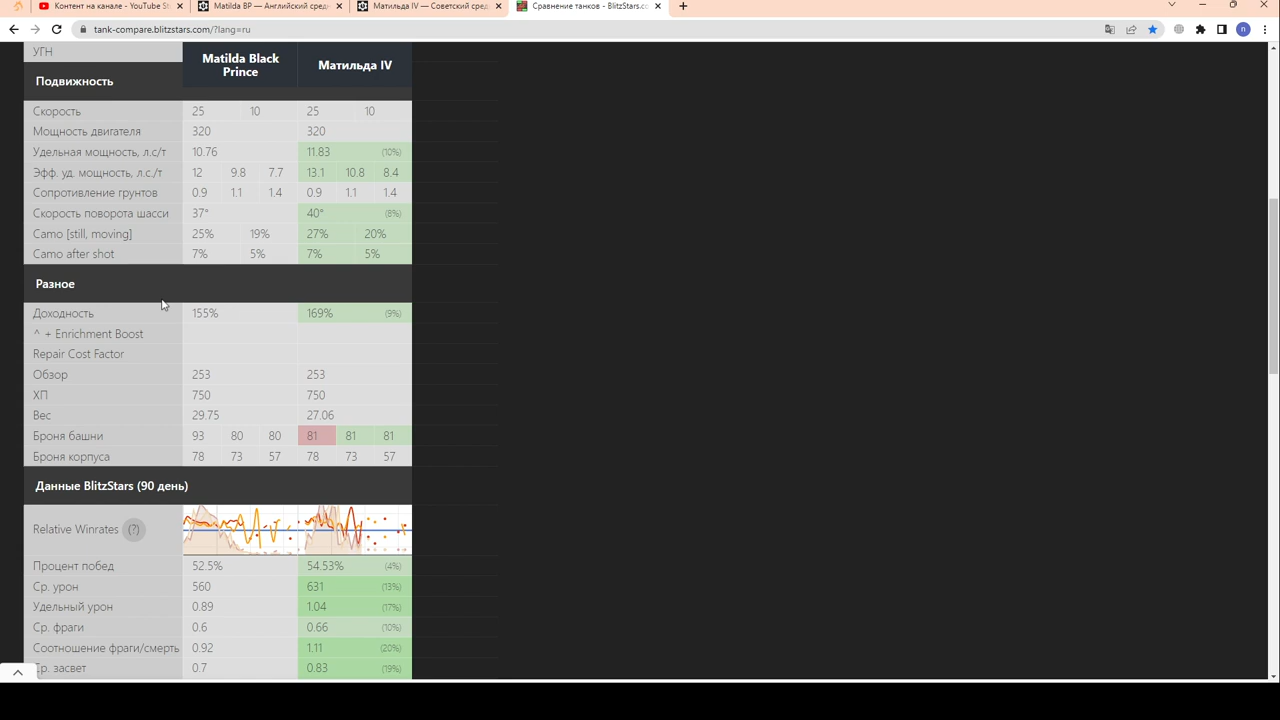 Контент на канале - YouTube St
Matilda BP — Английский средн
Матильда IV — Советский сред
Сравнение танков - BlitzStars.co
tank-compare.blitzstars.com/?lang=ru
n
УГН
Matilda Black Prince
Матильда IV
Подвижность
Скорость 25 10 25 10
Мощность двигателя 320 320
Удельная мощность, л.с/т 10.76 11.83 (10%)
Эфф. уд. мощность, л.с./т 12 9.8 7.7 13.1 10.8 8.4
Сопротивление грунтов 0.9 1.1 1.4 0.9 1.1 1.4
Скорость поворота шасси 37° 40° (8%)
Camo [still, moving] 25% 19% 27% 20%
Camo after shot 7% 5% 7% 5%
Разное
Доходность 155% 169% (9%)
^ + Enrichment Boost
Repair Cost Factor
Обзор 253 253
ХП 750 750
Вес 29.75 27.06
Броня башни 93 80 80 81 81 81
Броня корпуса 78 73 57 78 73 57
Данные BlitzStars (90 день)
Relative Winrates (?)
Процент побед 52.5% 54.53% (4%)
Ср. урон 560 631 (13%)
Удельный урон 0.89 1.04 (17%)
Ср. фраги 0.6 0.66 (10%)
Соотношение фраги/смерть 0.92 1.11 (20%)
Ср. засвет 0.7 0.83 (19%)